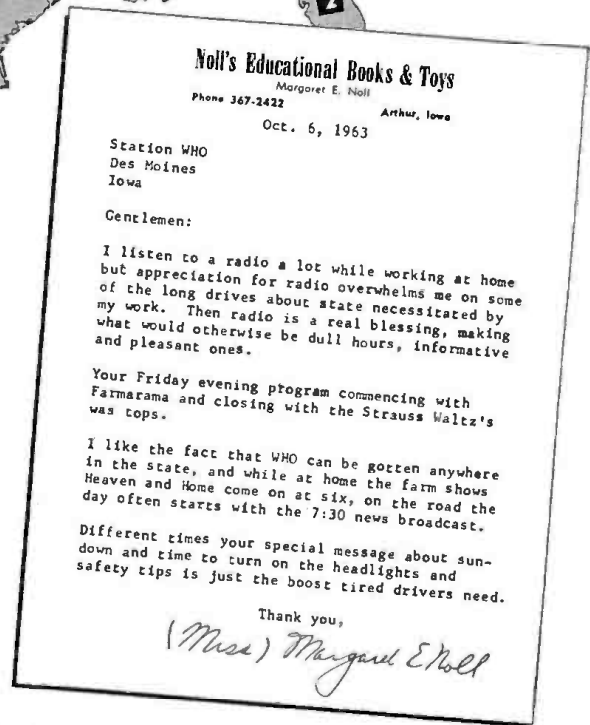 2
Noll's Educational Books & Toys
Margaret E. Noll
Phone 367-2422 Arthur, Iowa
Oct. 6, 1963
Station WHO
Des Moines
Iowa
Gentlemen:
I listen to a radio a lot while working at home
but appreciation for radio overwhelms me on some
of the long drives about state necessitated by
my work. Then radio is a real blessing, making
what would otherwise be dull hours, informative
and pleasant ones.
Your Friday evening program commencing with
Farmarama and closing with the Strauss Waltz's
was tops.
I like the fact that WHO can be gotten anywhere
in the state, and while at home the farm shows
Heaven and Home come on at six, on the road the
day often starts with the 7:30 news broadcast.
Different times your special message about sun-
down and time to turn on the headlights and
safety tips is just the boost tired drivers need.
Thank you,
(Miss) Margaret E Noll